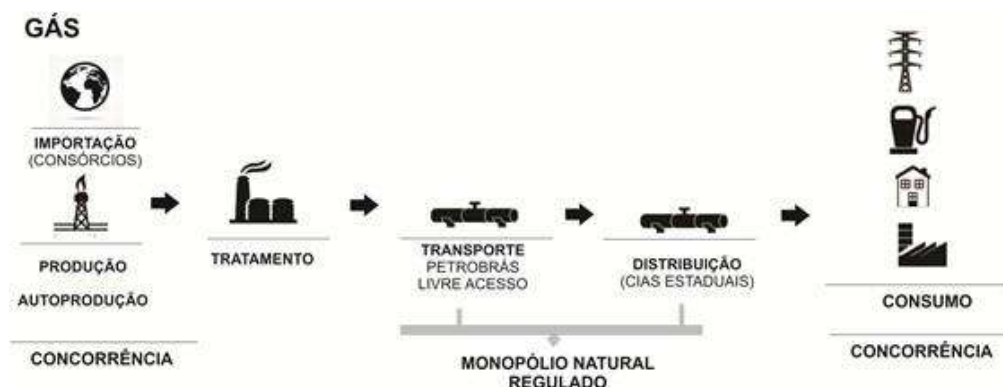 GÁS
IMPORTAÇÃO
(CONSÓRCIOS)
PRODUÇÃO
AUTOPRODUÇÃO
CONCORRÊNCIA
TRATAMENTO
TRANSPORTE
PETROBRÁS
LIVRE ACESSO
DISTRIBUIÇÃO
(CIAS ESTADUAIS)
MONOPÓLIO NATURAL
REGULADO
CONSUMO
CONCORRÊNCIA